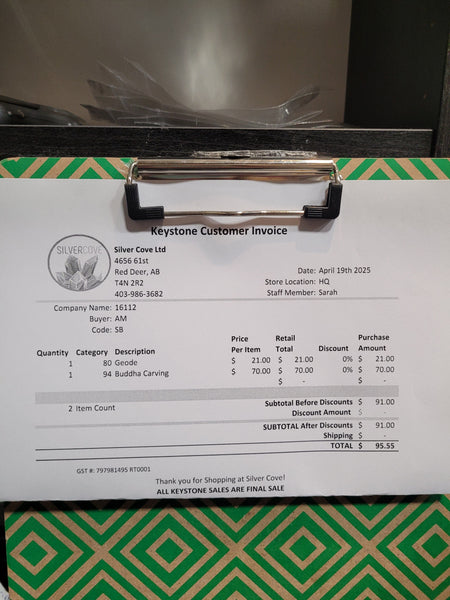 Keystone Customer Invoice
SILVERCOVE
Silver Cove Ltd
4656 61st
Red Deer, AB
T4N 2R2
403-986-3682
Date: April 19th 2025
Store Location: HQ
Staff Member: Sarah
Company Name: 16112
Buyer: AM
Code: SB
Quantity Category Description Price Per Item Retail Total Discount Purchase Amount
1 80 Geode $ 21.00 $ 21.00 0% $ 21.00
1 94 Buddha Carving $ 70.00 $ 70.00 0% $ 70.00
$ - $ -
2 Item Count
Subtotal Before Discounts $ 91.00
Discount Amount $ -
SUBTOTAL After Discounts $ 91.00
Shipping $ -
TOTAL $ 95.55
GST #: 797981495 RT0001
Thank you for Shopping at Silver Cove!
ALL KEYSTONE SALES ARE FINAL SALE